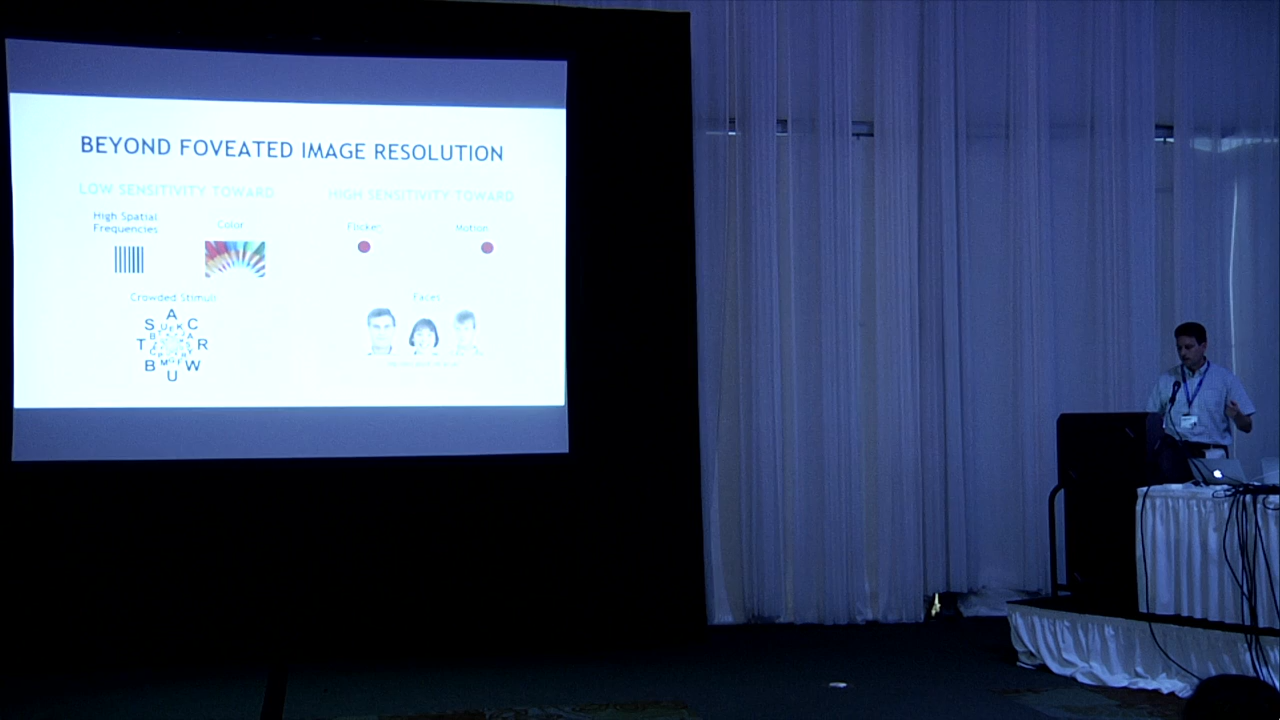 BEYOND FOVEATED IMAGE RESOLUTION
LOW SENSITIVITY TOWARD
HIGH SENSITIVITY TOWARD
High Spatial
Frequencies
Color
Flicker
Motion
Crowded Stimuli
Faces
A
S C
T R
B W
U